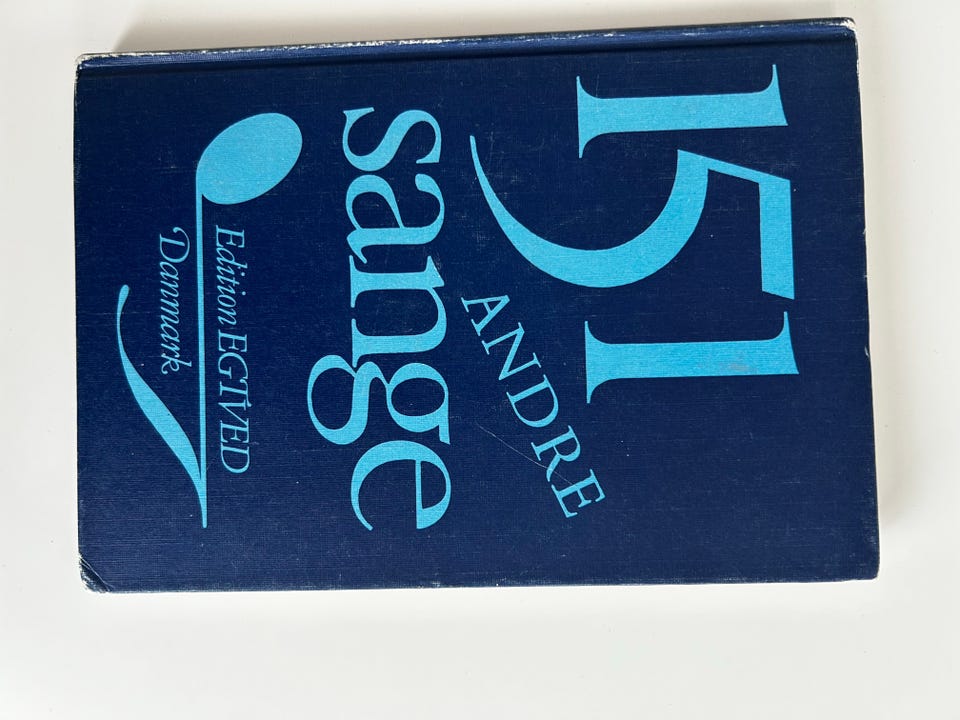 151
ANDRE
sange
Edition EGTVED
Danmark